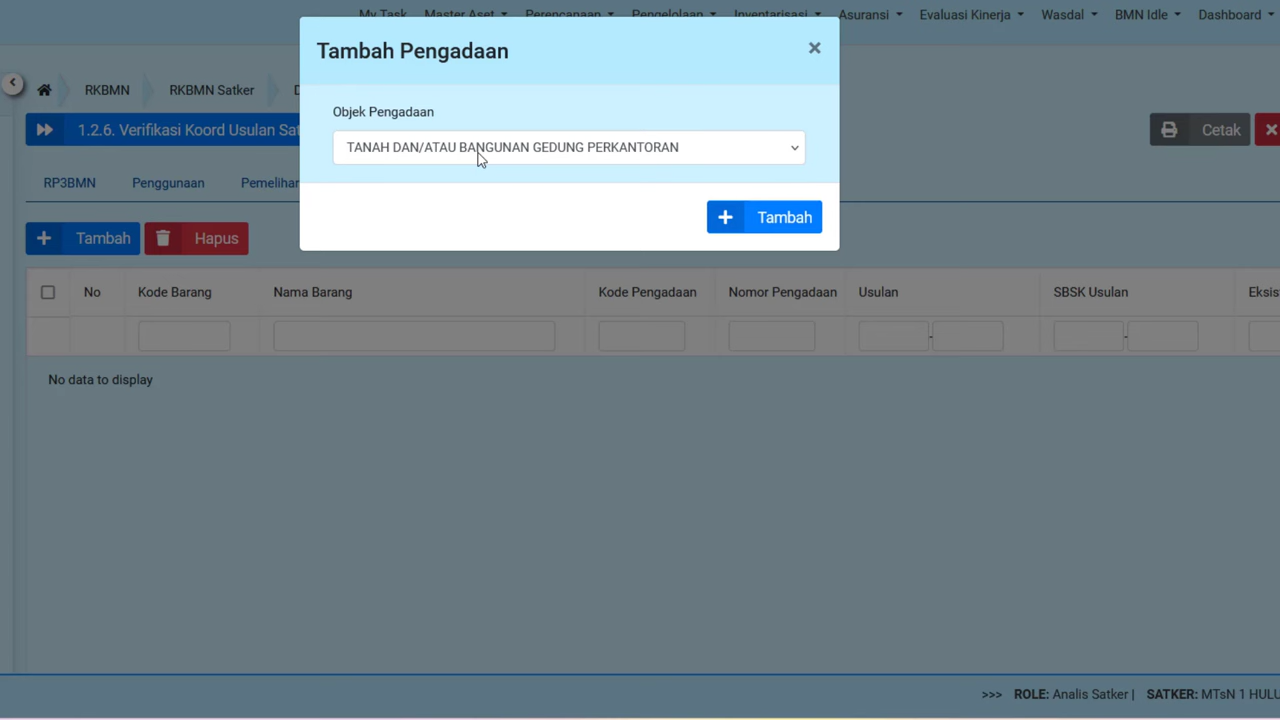 My Task Master Aset Perencanaan Pengelolaan Inventarisasi Asuransi Evaluasi Kinerja Wasdal BMN Idle Dashboard
Tambah Pengadaan
RKBMN RKBMN Satker
Objek Pengadaan
1.2.6. Verifikasi Koord Usulan Sat
Cetak
TANAH DAN/ATAU BANGUNAN GEDUNG PERKANTORAN
RP3BMN Penggunaan Pemelihar
Tambah
Tambah Hapus
No Kode Barang Nama Barang Kode Pengadaan Nomor Pengadaan Usulan SBSK Usulan Eksis
- -
No data to display
>>> ROLE: Analis Satker | SATKER: MTsN 1 HULU